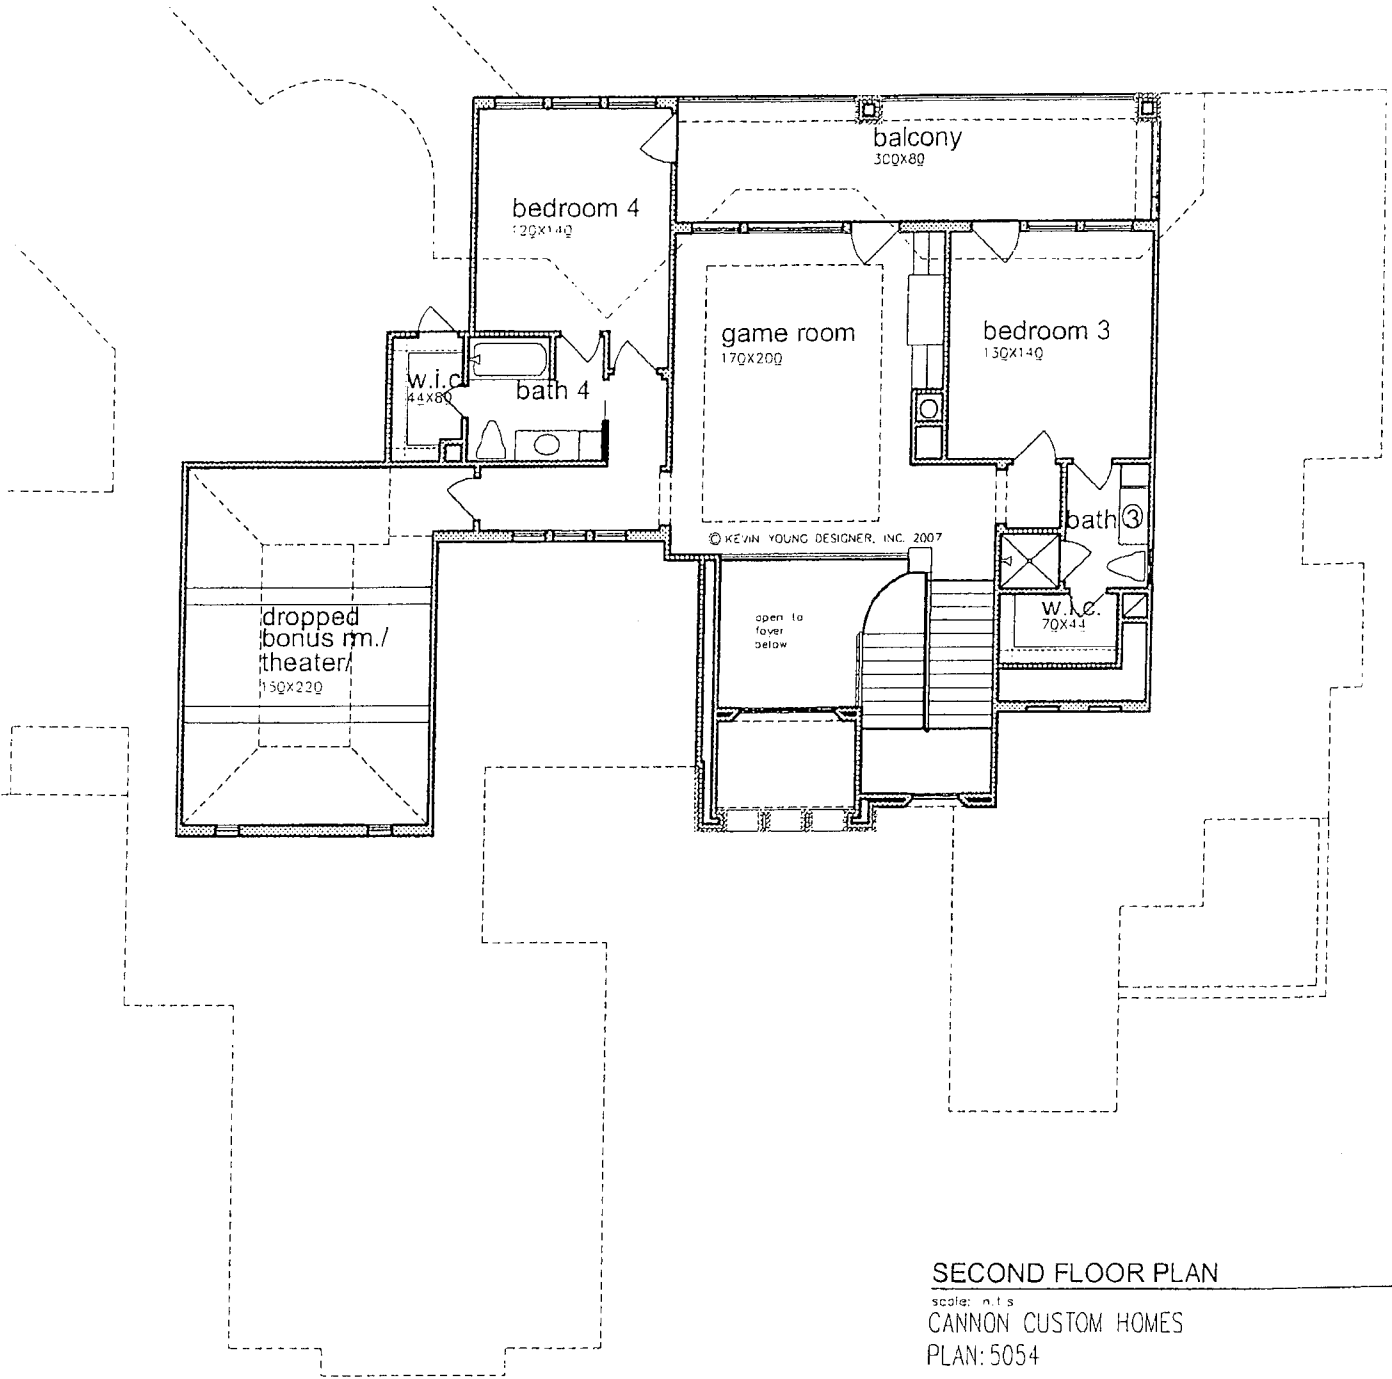 balcony
300X80
bedroom 4
120X140
game room
170X200
bedroom 3
130X140
w.i.c
44X80
bath 4
bath 3
© KEVIN YOUNG DESIGNER, INC. 2007
w.i.c.
70X44
open to
foyer
below
dropped
bonus rm./
theater/
150X220
SECOND FLOOR PLAN
scale: n.t.s
CANNON CUSTOM HOMES
PLAN: 5054